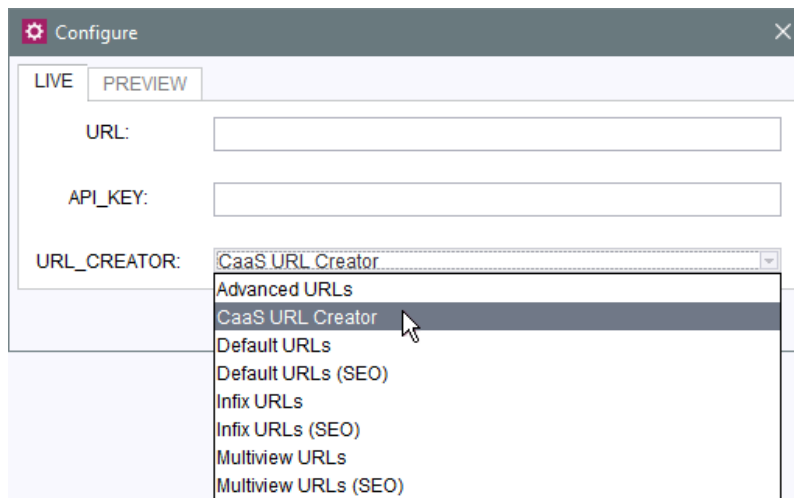 Configure
LIVE PREVIEW
URL:
API_KEY:
URL_CREATOR: CaaS URL Creator
Advanced URLs
CaaS URL Creator
Default URLs
Default URLs (SEO)
Infix URLs
Infix URLs (SEO)
Multiview URLs
Multiview URLs (SEO)